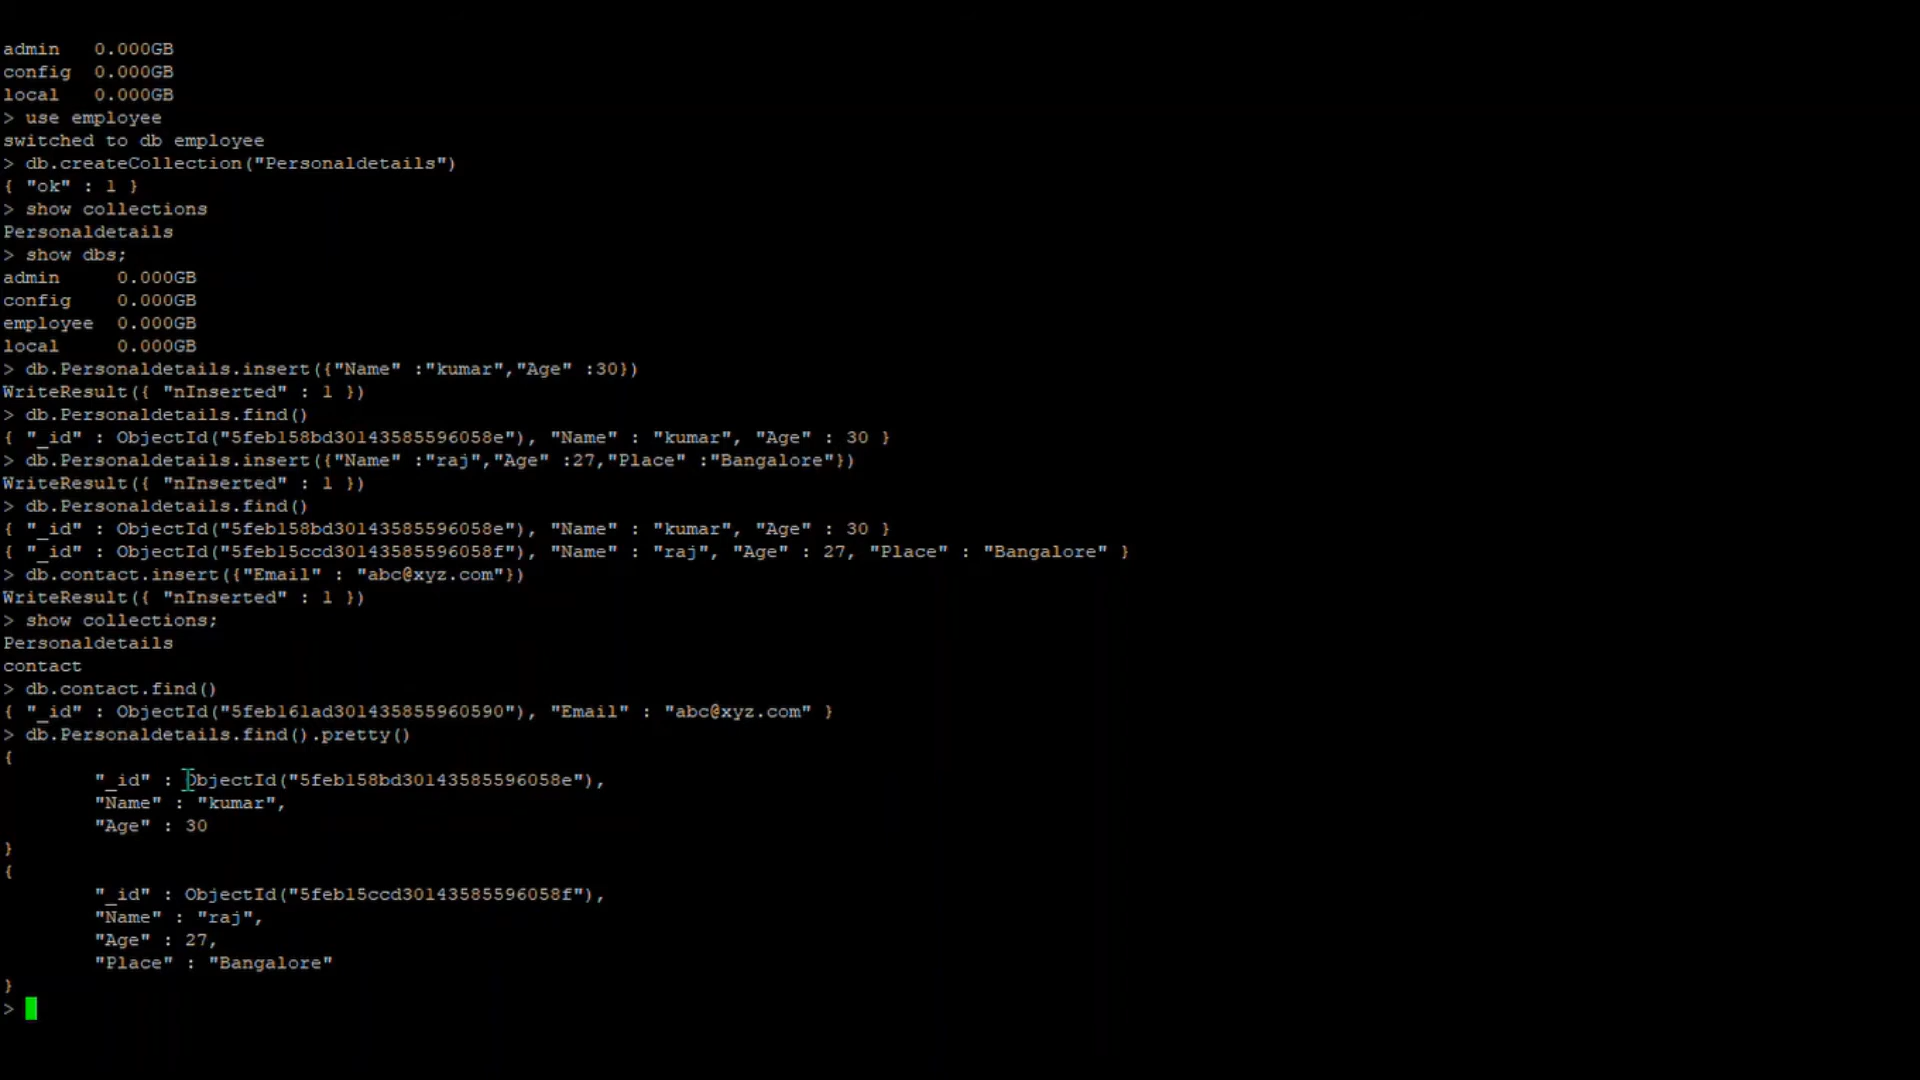 admin   0.000GB
config  0.000GB
local   0.000GB
> use employee
switched to db employee
> db.createCollection("Personaldetails")
{ "ok" : 1 }
> show collections
Personaldetails
> show dbs;
admin     0.000GB
config    0.000GB
employee  0.000GB
local     0.000GB
> db.Personaldetails.insert({"Name" :"kumar","Age" :30})
WriteResult({ "nInserted" : 1 })
> db.Personaldetails.find()
{ "_id" : ObjectId("5feb158bd30143585596058e"), "Name" : "kumar", "Age" : 30 }
> db.Personaldetails.insert({"Name" :"raj","Age" :27,"Place" :"Bangalore"})
WriteResult({ "nInserted" : 1 })
> db.Personaldetails.find()
{ "_id" : ObjectId("5feb158bd30143585596058e"), "Name" : "kumar", "Age" : 30 }
{ "_id" : ObjectId("5feb15ccd30143585596058f"), "Name" : "raj", "Age" : 27, "Place" : "Bangalore" }
> db.contact.insert({"Email" : "abc@xyz.com"})
WriteResult({ "nInserted" : 1 })
> show collections;
Personaldetails
contact
> db.contact.find()
{ "_id" : ObjectId("5feb161ad301435855960590"), "Email" : "abc@xyz.com" }
> db.Personaldetails.find().pretty()
{
        "_id" : ObjectId("5feb158bd30143585596058e"),
        "Name" : "kumar",
        "Age" : 30
}
{
        "_id" : ObjectId("5feb15ccd30143585596058f"),
        "Name" : "raj",
        "Age" : 27,
        "Place" : "Bangalore"
}
>